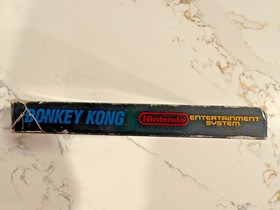 DONKEY KONG
Nintendo
ENTERTAINMENT
SYSTEM